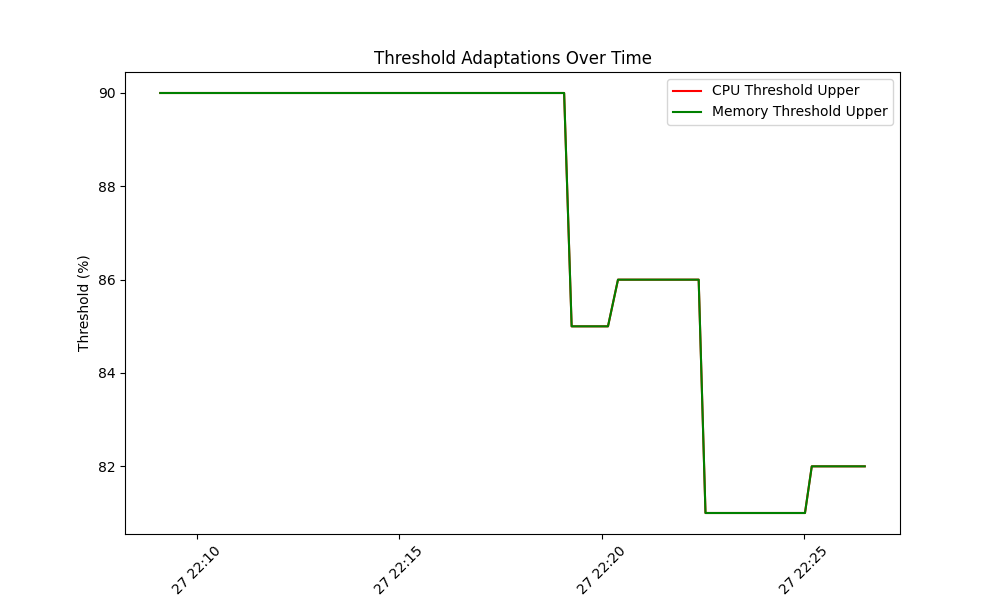 Threshold Adaptations Over Time
CPU Threshold Upper
Memory Threshold Upper
Threshold (%)
90
88
86
84
82
27 22:10
27 22:15
27 22:20
27 22:25